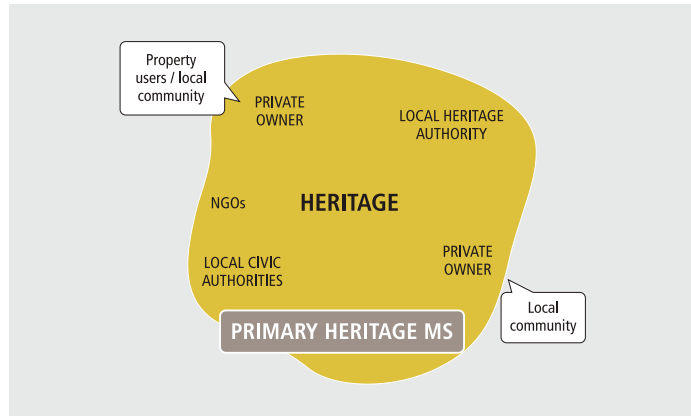 Property
users / local
community
PRIVATE
OWNER
LOCAL HERITAGE
AUTHORITY
NGOs
HERITAGE
LOCAL CIVIC
AUTHORITIES
PRIVATE
OWNER
Local
community
PRIMARY HERITAGE MS